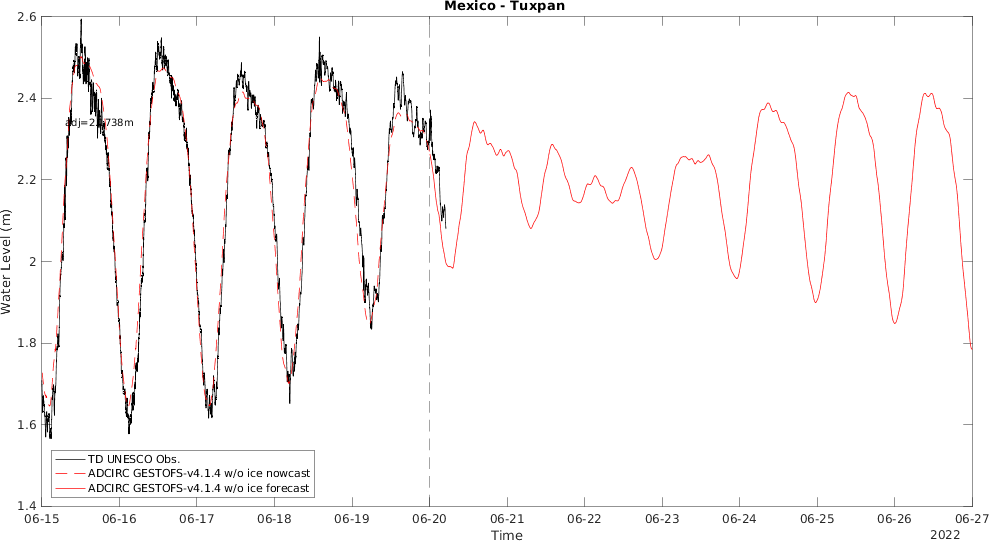 Mexico - Tuxpan
Water Level (m)
2.6
2.4
2.2
2
1.8
1.6
1.4
TD UNESCO Obs.
ADCIRC GESTOFS-v4.1.4 w/o ice nowcast
ADCIRC GESTOFS-v4.1.4 w/o ice forecast
06-15 06-16 06-17 06-18 06-19 06-20 06-21 06-22 06-23 06-24 06-25 06-26 06-27
Time
2022